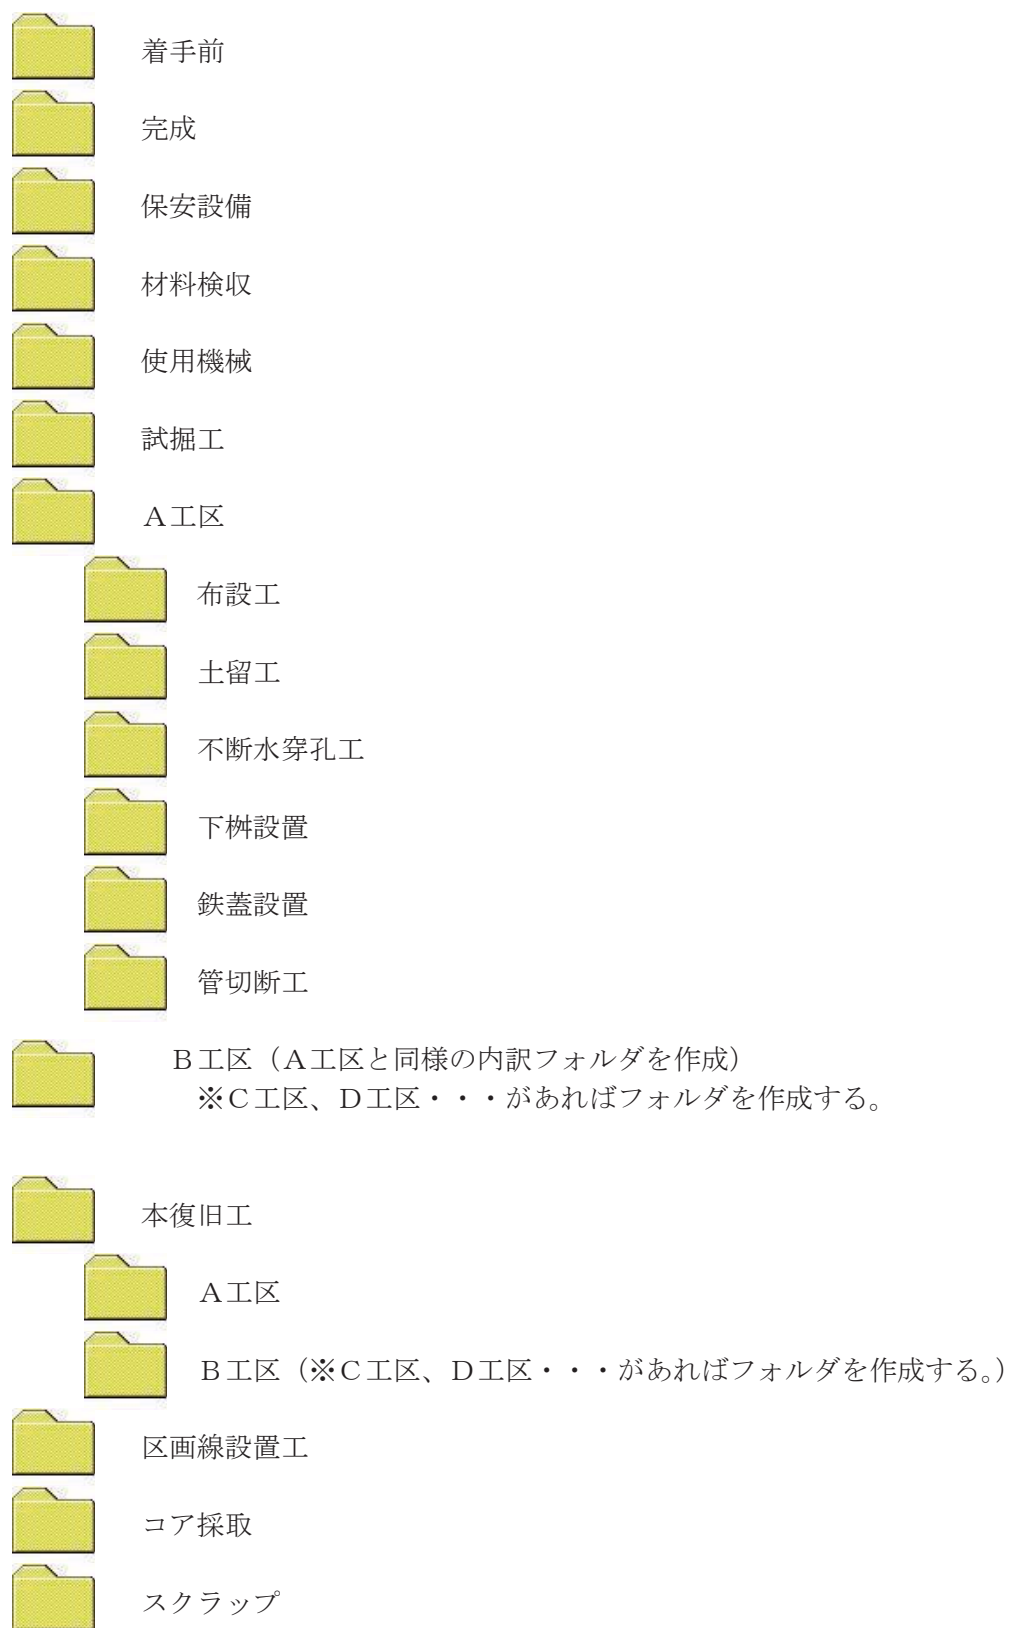 着手前
完成
保安設備
材料検収
使用機械
試掘工
Ａ工区
布設工
土留工
不断水穿孔工
下桝設置
鉄蓋設置
管切断工
Ｂ工区（Ａ工区と同様の内訳フォルダを作成）
※Ｃ工区、Ｄ工区・・・があればフォルダを作成する。
本復旧工
Ａ工区
Ｂ工区（※Ｃ工区、Ｄ工区・・・があればフォルダを作成する。）
区画線設置工
コア採取
スクラップ